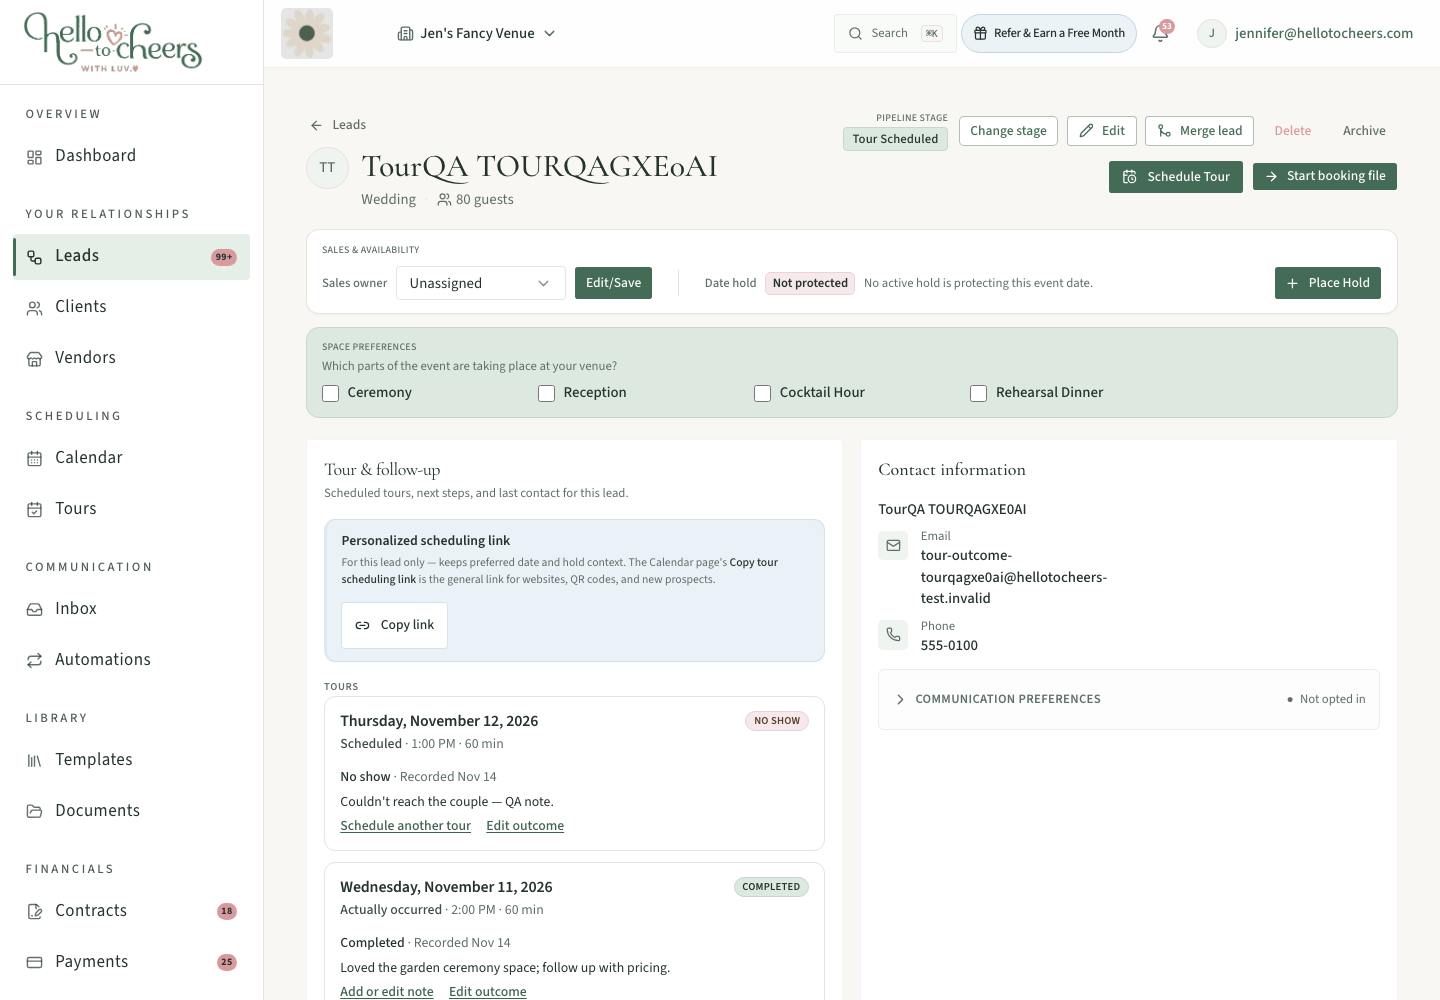 hello
to cheers
WITH LUV.
Jen's Fancy Venue
Search ⌘K
Refer & Earn a Free Month
53
J
jennifer@hellotocheers.com
OVERVIEW
Dashboard
YOUR RELATIONSHIPS
Leads 99+
Clients
Vendors
SCHEDULING
Calendar
Tours
COMMUNICATION
Inbox
Automations
LIBRARY
Templates
Documents
FINANCIALS
Contracts 18
Payments 25
← Leads
PIPELINE STAGE
Tour Scheduled
Change stage
Edit
Merge lead
Delete
Archive
TT
TourQA TOURQAGXE0AI
Wedding · 80 guests
Schedule Tour
Start booking file
SALES & AVAILABILITY
Sales owner Unassigned Edit/Save
Date hold Not protected No active hold is protecting this event date.
+ Place Hold
SPACE PREFERENCES
Which parts of the event are taking place at your venue?
Ceremony
Reception
Cocktail Hour
Rehearsal Dinner
Tour & follow-up
Scheduled tours, next steps, and last contact for this lead.
Personalized scheduling link
For this lead only — keeps preferred date and hold context. The Calendar page's Copy tour
scheduling link is the general link for websites, QR codes, and new prospects.
Copy link
TOURS
Thursday, November 12, 2026 NO SHOW
Scheduled · 1:00 PM · 60 min
No show · Recorded Nov 14
Couldn't reach the couple — QA note.
Schedule another tour Edit outcome
Wednesday, November 11, 2026 COMPLETED
Actually occurred · 2:00 PM · 60 min
Completed · Recorded Nov 14
Loved the garden ceremony space; follow up with pricing.
Add or edit note Edit outcome
Contact information
TourQA TOURQAGXE0AI
Email
tour-outcome-
tourqagxe0ai@hellotocheers-
test.invalid
Phone
555-0100
COMMUNICATION PREFERENCES • Not opted in